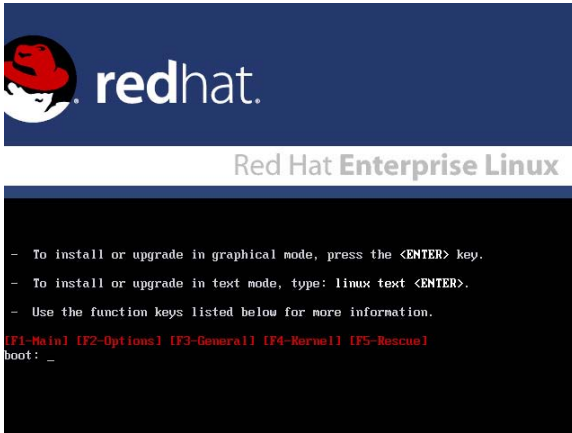 redhat.
Red Hat Enterprise Linux
- To install or upgrade in graphical mode, press the <ENTER> key.
- To install or upgrade in text mode, type: linux text <ENTER>.
- Use the function keys listed below for more information.
[F1-Main] [F2-Options] [F3-General] [F4-Kernel] [F5-Rescue]
boot: _